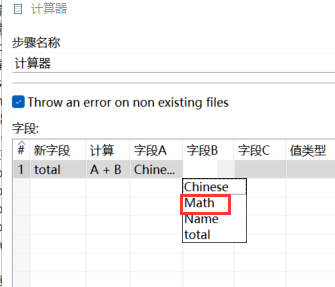 计算器
步骤名称
计算器
Throw an error on non existing files
字段:
# 新字段 计算 字段A 字段B 字段C 值类型
1 total A + B Chine...
Chinese
Math
Name
total